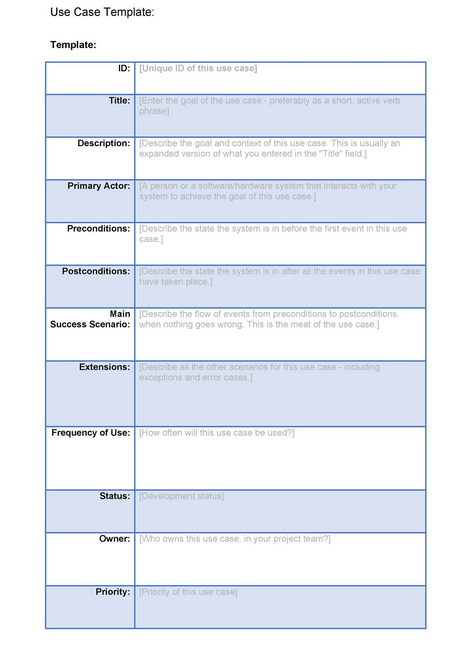 Use Case Template:
Template:
ID: [Unique ID of this use case]
Title: [Enter the goal of the use case - preferably as a short, active verb
phrase]
Description: [Describe the goal and context of this use case. This is usually an
expanded version of what you entered in the "Title" field.]
Primary Actor: [A person or a software/hardware system that interacts with your
system to achieve the goal of this use case.]
Preconditions: [Describe the state the system is in before the first event in this use
case.]
Postconditions: [Describe the state the system is in after all the events in this use case
have taken place.]
Main [Describe the flow of events from preconditions to postconditions,
Success Scenario: when nothing goes wrong. This is the meat of the use case.]
Extensions: [Describe all the other scenarios for this use case - including
exceptions and error cases.]
Frequency of Use: [How often will this use case be used?]
Status: [Development status]
Owner: [Who owns this use case, in your project team?]
Priority: [Priority of this use case]